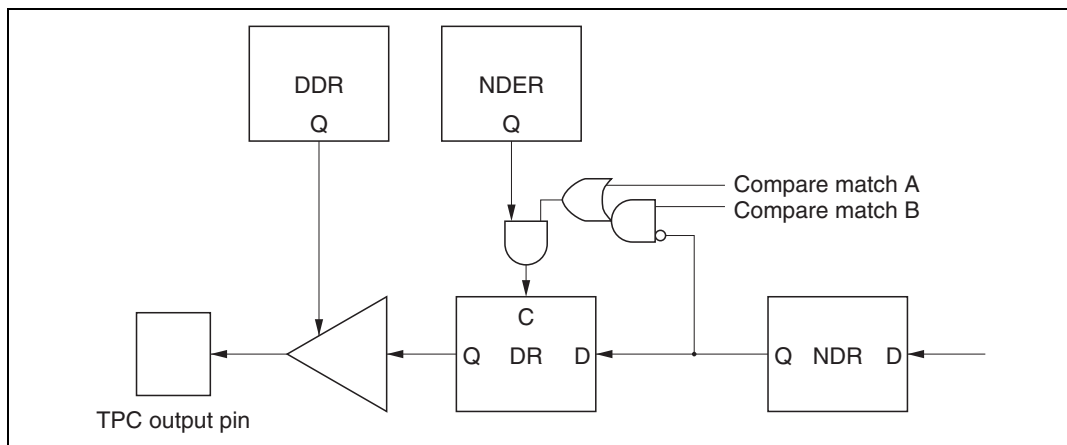 DDR
Q
NDER
Q
Compare match A
Compare match B
C
Q DR D
Q NDR D
TPC output pin